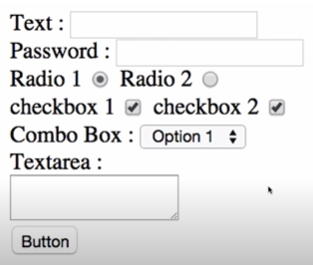 Text :
Password :
Radio 1 Radio 2
checkbox 1 checkbox 2
Combo Box : Option 1
Textarea :
Button